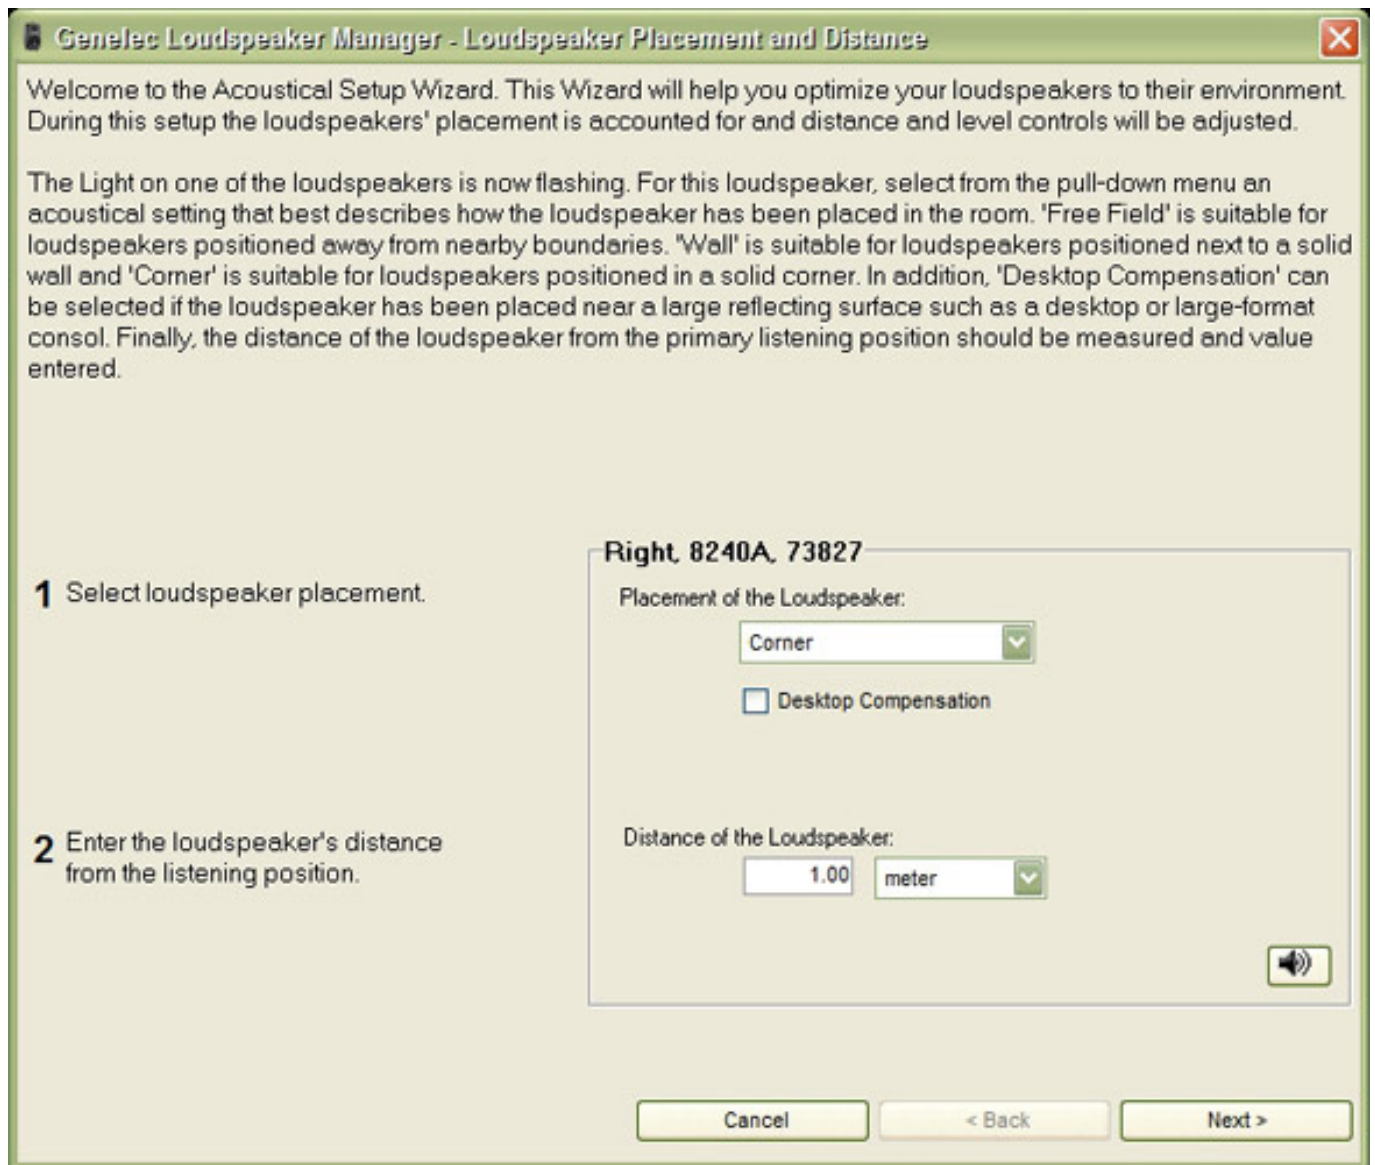 Genelec Loudspeaker Manager - Loudspeaker Placement and Distance
Welcome to the Acoustical Setup Wizard. This Wizard will help you optimize your loudspeakers to their environment.
During this setup the loudspeakers' placement is accounted for and distance and level controls will be adjusted.
The Light on one of the loudspeakers is now flashing. For this loudspeaker, select from the pull-down menu an
acoustical setting that best describes how the loudspeaker has been placed in the room. 'Free Field' is suitable for
loudspeakers positioned away from nearby boundaries. 'Wall' is suitable for loudspeakers positioned next to a solid
wall and 'Corner' is suitable for loudspeakers positioned in a solid corner. In addition, 'Desktop Compensation' can
be selected if the loudspeaker has been placed near a large reflecting surface such as a desktop or large-format
consol. Finally, the distance of the loudspeaker from the primary listening position should be measured and value
entered.
Right, 8240A, 73827
1 Select loudspeaker placement.
Placement of the Loudspeaker:
Corner
Desktop Compensation
2 Enter the loudspeaker's distance
from the listening position.
Distance of the Loudspeaker:
1.00 meter
Cancel < Back Next >